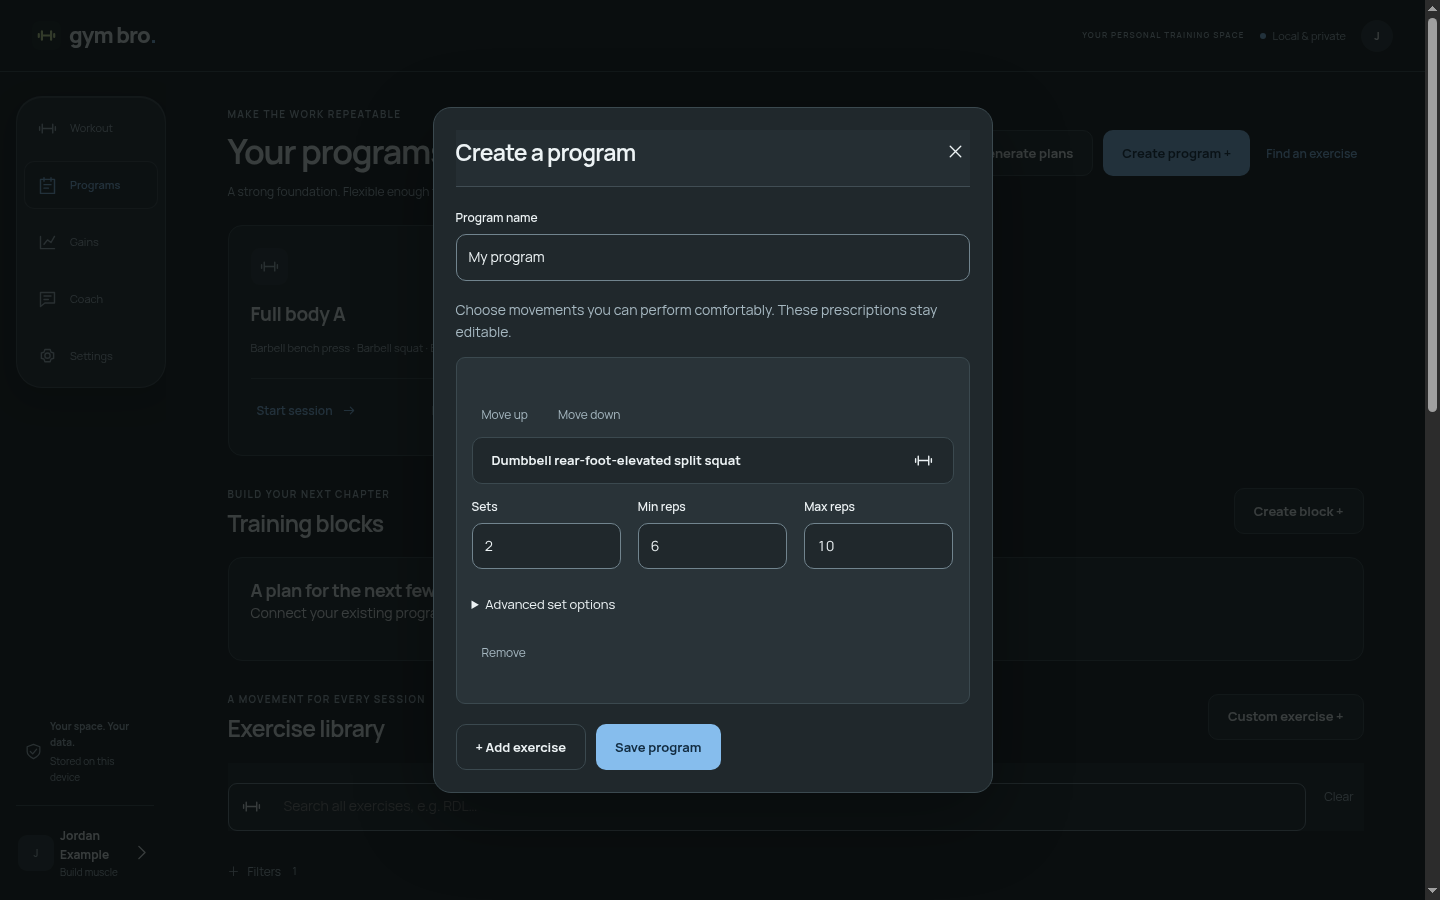 gym bro.
YOUR PERSONAL TRAINING SPACE
Local & private
J
Workout
Programs
Gains
Coach
Settings
Your space. Your
data.
Stored on this
device
J
Jordan
Example
Build muscle
MAKE THE WORK REPEATABLE
Your programs
A strong foundation. Flexible enough
enerate plans
Create program +
Find an exercise
Full body A
Barbell bench press · Barbell squat ·
Start session →
BUILD YOUR NEXT CHAPTER
Training blocks
Create block +
A plan for the next few
Connect your existing progra
A MOVEMENT FOR EVERY SESSION
Exercise library
Custom exercise +
Search all exercises, e.g. RDL...
Clear
+ Filters 1
Create a program
Program name
My program
Choose movements you can perform comfortably. These prescriptions stay
editable.
Move up Move down
Dumbbell rear-foot-elevated split squat
Sets Min reps Max reps
2 6 10
Advanced set options
Remove
+ Add exercise
Save program